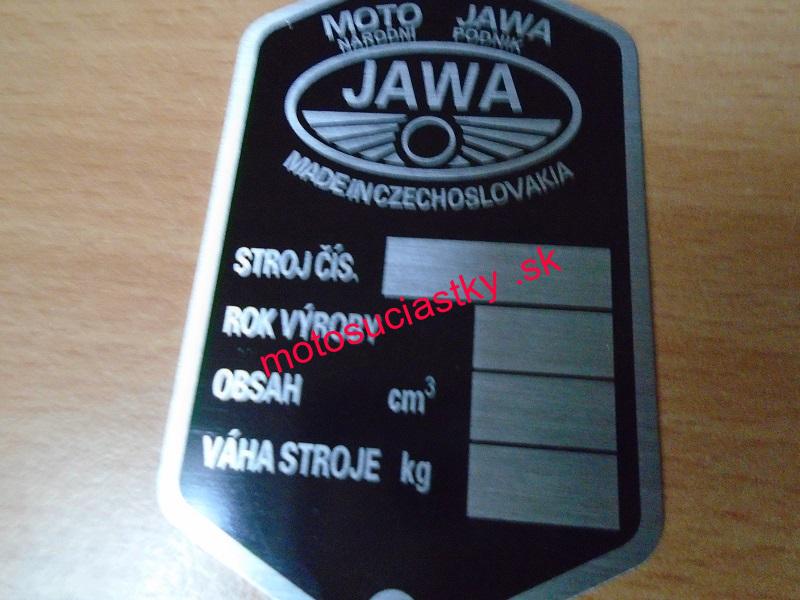 MOTO JAWA
NÁRODNÍ PODNIK
JAWA
MADE IN CZECHOSLOVAKIA
STROJ ČÍS.
ROK VÝROBY
OBSAH cm³
VÁHA STROJE kg
motosuciastky .sk